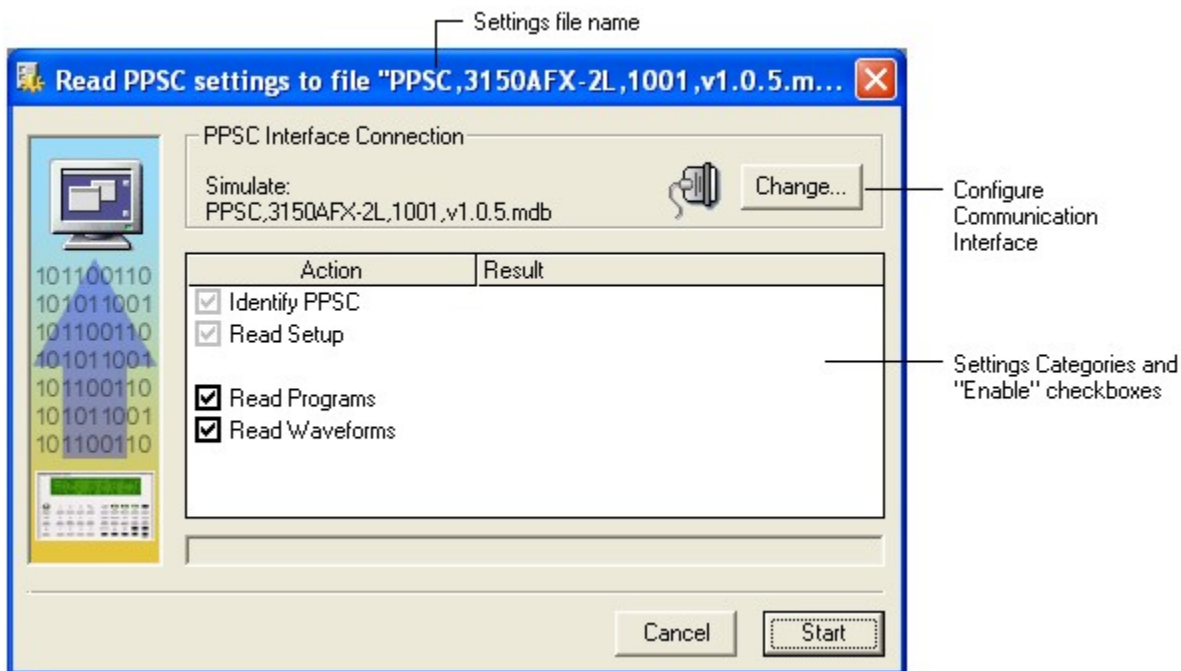 Settings file name
Read PPSC settings to file "PPSC,3150AFX-2L,1001,v1.0.5.m...
PPSC Interface Connection
Simulate:
PPSC,3150AFX-2L,1001,v1.0.5.mdb
Change...
Configure
Communication
Interface
Action Result
Identify PPSC
Read Setup
Read Programs
Read Waveforms
Settings Categories and
"Enable" checkboxes
101100110
101011001
101100110
101011001
101100110
101011001
101100110
Cancel Start